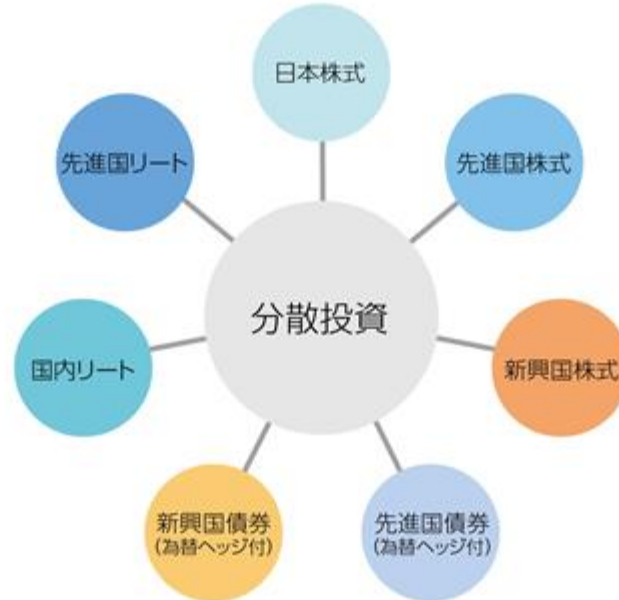 日本株式
先進国リート
先進国株式
分散投資
国内リート
新興国株式
新興国債券
(為替ヘッジ付)
先進国債券
(為替ヘッジ付)